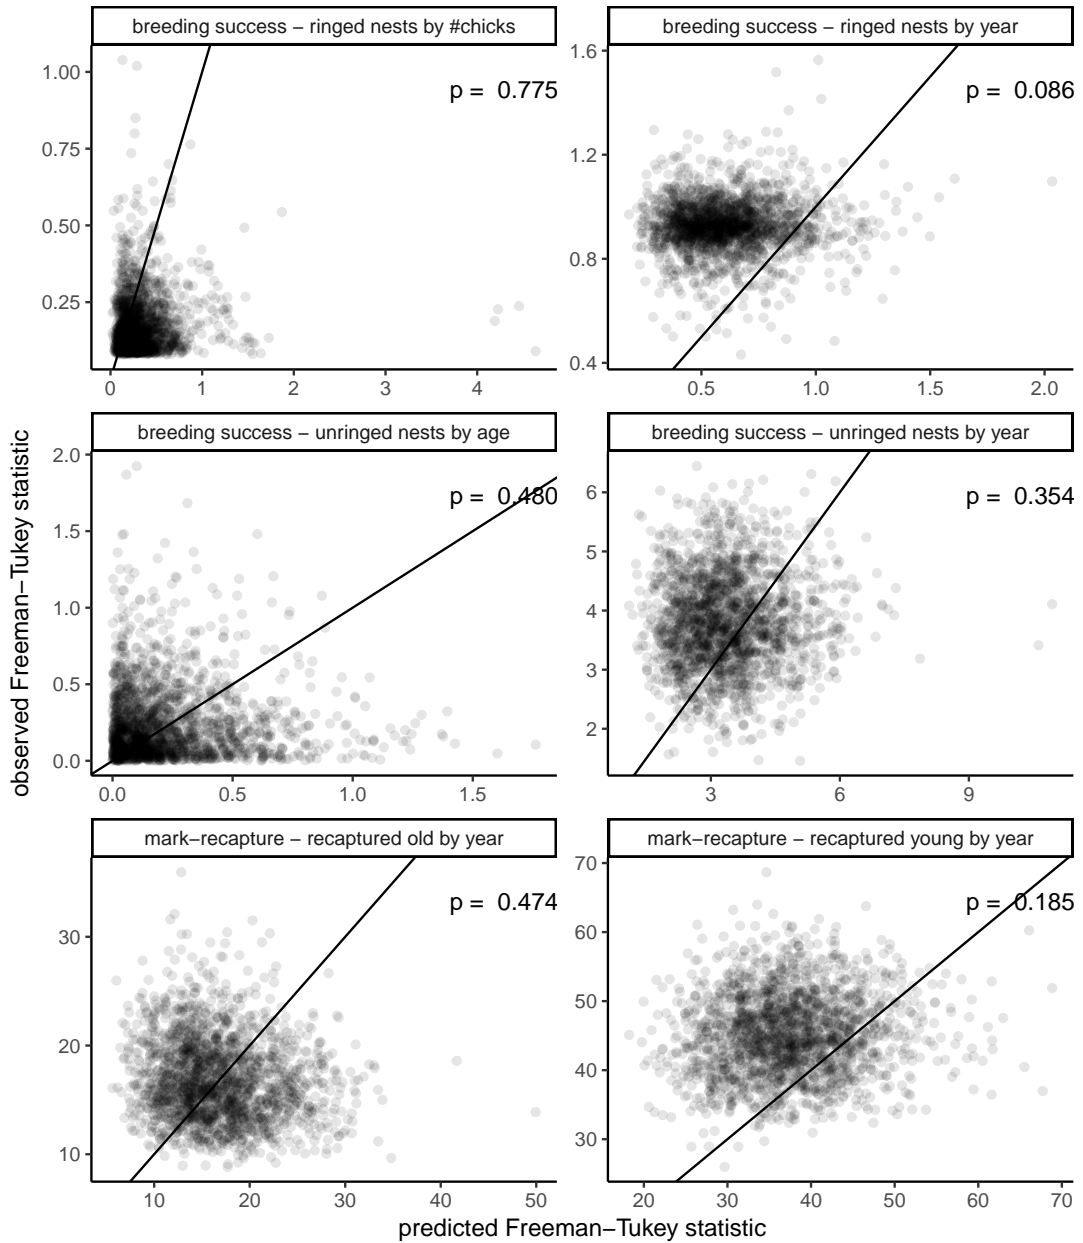 breeding success − ringed nests by #chicks
breeding success − ringed nests by year
p = 0.775
p = 0.086
1.00
0.75
0.50
0.25
0 1 2 3 4
1.6
1.2
0.8
0.4
0.5 1.0 1.5 2.0
breeding success − unringed nests by age
breeding success − unringed nests by year
p = 0.480
p = 0.354
2.0
1.5
1.0
0.5
0.0
0.0 0.5 1.0 1.5
6
5
4
3
2
3 6 9
mark−recapture − recaptured old by year
mark−recapture − recaptured young by year
p = 0.474
p = 0.185
30
20
10
10 20 30 40 50
70
60
50
40
30
20 30 40 50 60 70
observed Freeman−Tukey statistic
predicted Freeman−Tukey statistic